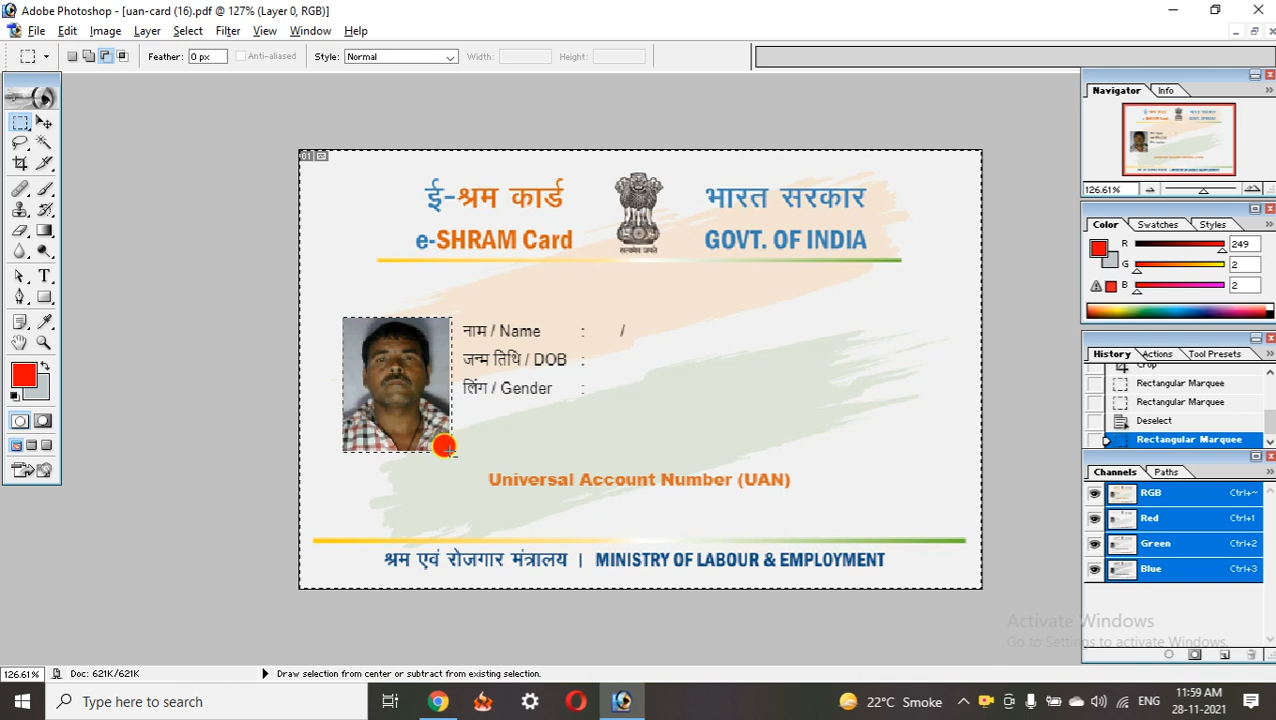 Adobe Photoshop - [uan-card (16).pdf @ 127% (Layer 0, RGB)]
File Edit Image Layer Select Filter View Window Help
Feather: 0 px Anti-aliased Style: Normal Width: Height:
Navigator Info
126.61%
Color Swatches Styles
R 249
G 2
B 2
History Actions Tool Presets
Crop
Rectangular Marquee
Rectangular Marquee
Deselect
Rectangular Marquee
Channels Paths
RGB Ctrl+~
Red Ctrl+1
Green Ctrl+2
Blue Ctrl+3
01
ई-श्रम कार्ड
e-SHRAM Card
सत्यमेव जयते
भारत सरकार
GOVT. OF INDIA
नाम / Name : /
जन्म तिथि / DOB :
लिंग / Gender :
Universal Account Number (UAN)
श्रम एवं रोजगार मंत्रालय | MINISTRY OF LABOUR & EMPLOYMENT
Activate Windows
Go to Settings to activate Windows.
126.61% Doc: 621K/621K Draw selection from center or subtract from existing selection.
Type here to search
22°C Smoke
ENG
11:59 AM
28-11-2021